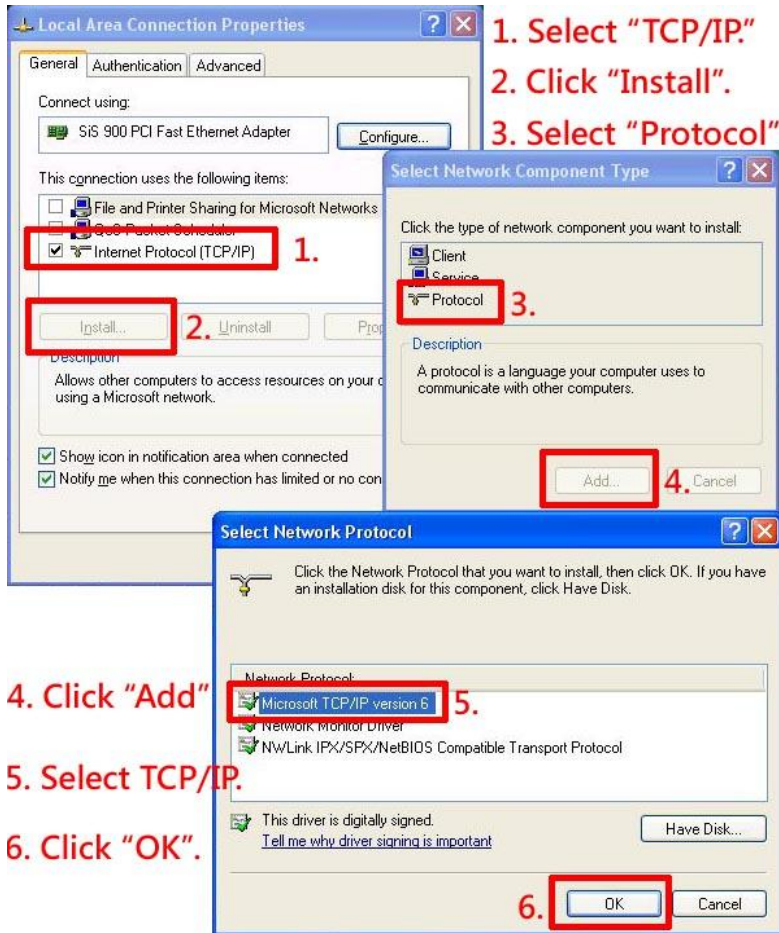 Local Area Connection Properties
General Authentication Advanced
Connect using:
SiS 900 PCI Fast Ethernet Adapter
Configure...
This connection uses the following items:
File and Printer Sharing for Microsoft Networks
QoS Packet Scheduler
Internet Protocol (TCP/IP)
1.
Install...
2.
Uninstall
Description
Allows other computers to access resources on your
using a Microsoft network.
Show icon in notification area when connected
Notify me when this connection has limited or no
1. Select “TCP/IP.”
2. Click “Install”.
3. Select “Protocol”
Select Network Component Type
Click the type of network component you want to install:
Client
Service
Protocol
3.
Description
A protocol is a language your computer uses to
communicate with other computers.
Add...
4.
Cancel
Select Network Protocol
Click the Network Protocol that you want to install, then click OK. If you have
an installation disk for this component, click Have Disk.
Network Protocol:
Microsoft TCP/IP version 6
5.
Network Monitor Driver
NWLink IPX/SPX/NetBIOS Compatible Transport Protocol
This driver is digitally signed.
Tell me why driver signing is important
Have Disk...
6.
OK
Cancel
4. Click “Add”
5. Select TCP/IP.
6. Click “OK”.